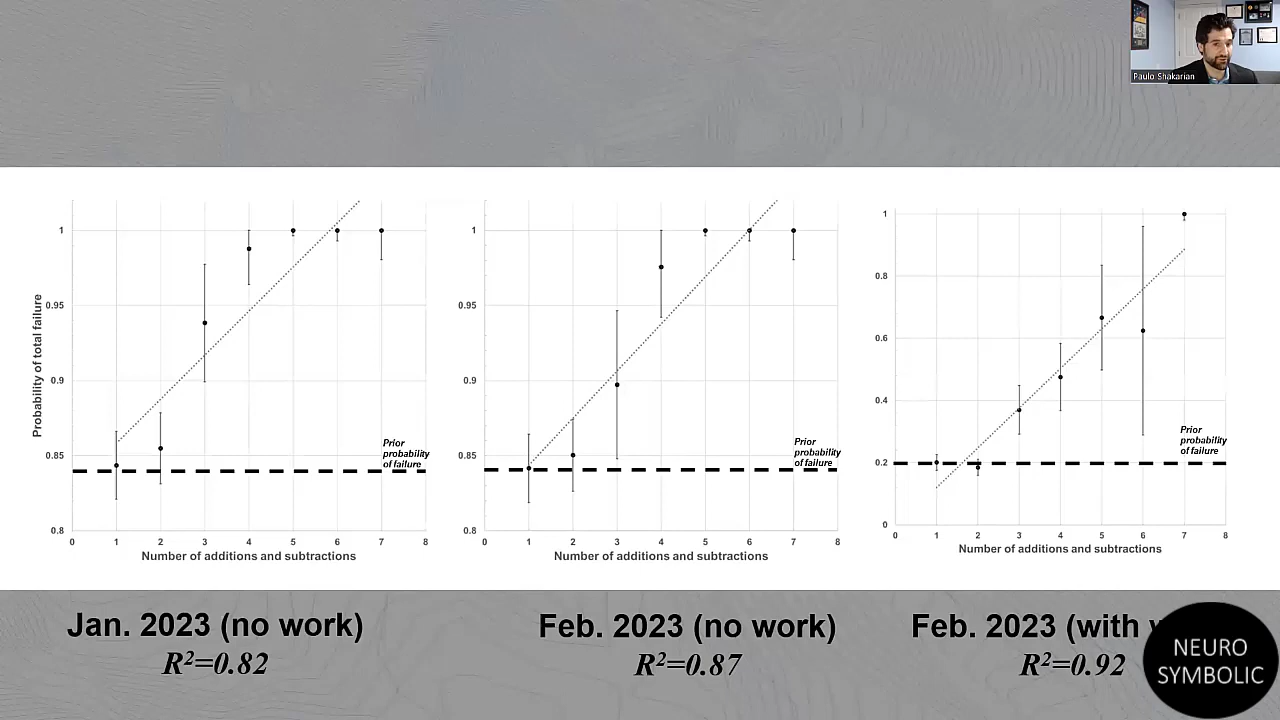 Paulo Shakarian
Probability of total failure
1
0.95
0.9
0.85
0.8
0 1 2 3 4 5 6 7 8
Number of additions and subtractions
Prior
probability
of failure
1
0.95
0.9
0.85
0.8
0 1 2 3 4 5 6 7 8
Number of additions and subtractions
Prior
probability
of failure
1
0.8
0.6
0.4
0.2
0
0 1 2 3 4 5 6 7 8
Number of additions and subtractions
Prior
probability
of failure
Jan. 2023 (no work)
R²=0.82
Feb. 2023 (no work)
R²=0.87
Feb. 2023 (with
R²=0.92
NEURO
SYMBOLIC